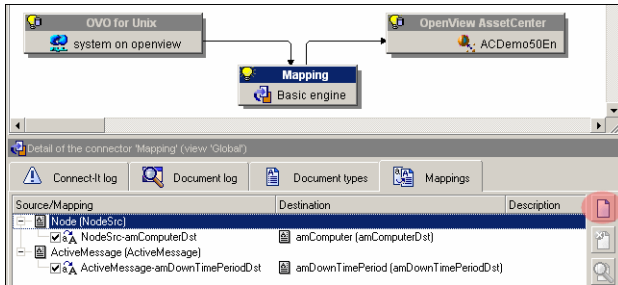 OVO for Unix
system on openview
OpenView AssetCenter
ACDemo50En
Mapping
Basic engine
Detail of the connector 'Mapping' (view 'Global')
Connect-It log Document log Document types Mappings
Source/Mapping Destination Description
Node (NodeSrc)
NodeSrc-amComputerDst amComputer (amComputerDst)
ActiveMessage (ActiveMessage)
ActiveMessage-amDownTimePeriodDst amDownTimePeriod (amDownTimePeriodDst)